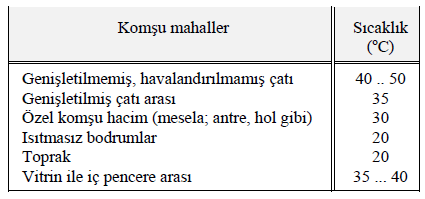 Komşu mahaller Sıcaklık
(°C)
Genişletilmemiş, havalandırılmamış çatı 40 .. 50
Genişletilmiş çatı arası 35
Özel komşu hacim (mesela; antre, hol gibi) 30
Isıtmasız bodrumlar 20
Toprak 20
Vitrin ile iç pencere arası 35 ... 40